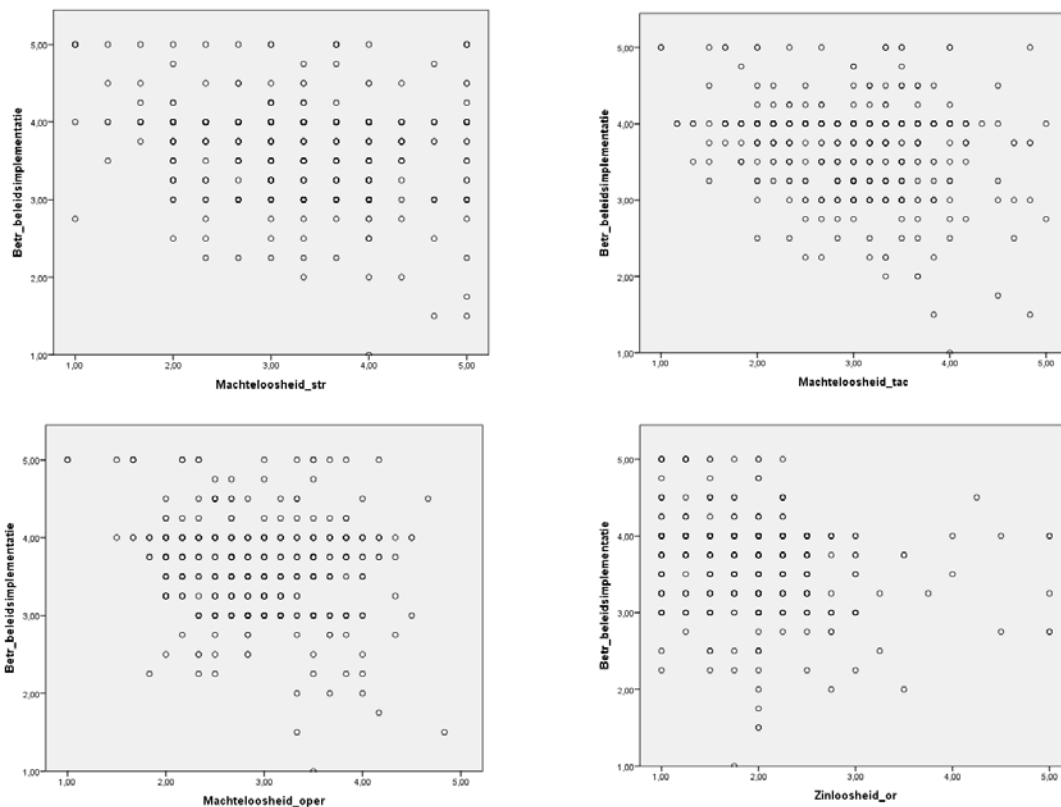 5,00
4,00
3,00
2,00
1,00
Betr_beleidsimplementatie
1,00 2,00 3,00 4,00 5,00
Machteloosheid_str
5,00
4,00
3,00
2,00
1,00
Betr_beleidsimplementatie
1,00 2,00 3,00 4,00 5,00
Machteloosheid_tac
5,00
4,00
3,00
2,00
1,00
Betr_beleidsimplementatie
1,00 2,00 3,00 4,00 5,00
Machteloosheid_oper
5,00
4,00
3,00
2,00
1,00
Betr_beleidsimplementatie
1,00 2,00 3,00 4,00 5,00
Zinloosheid_or